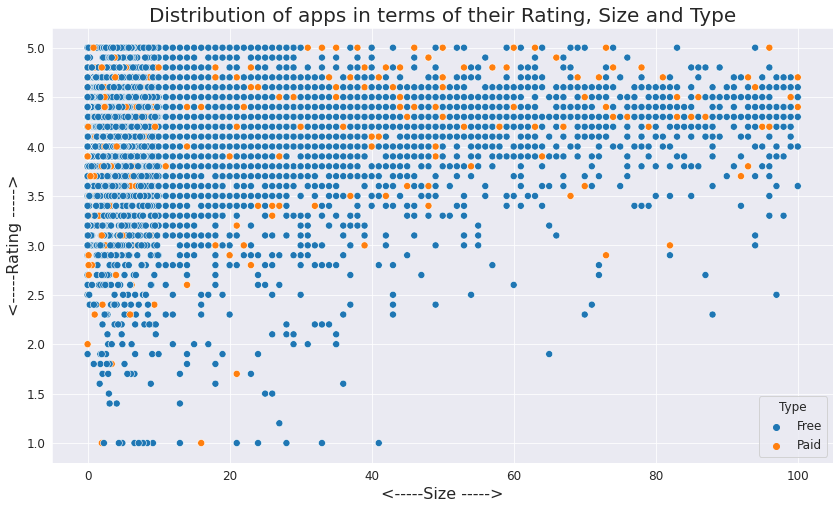 Distribution of apps in terms of their Rating, Size and Type
<-----Rating ----->
5.0
4.5
4.0
3.5
3.0
2.5
2.0
1.5
1.0
Type
Free
Paid
0 20 40 60 80 100
<-----Size ----->